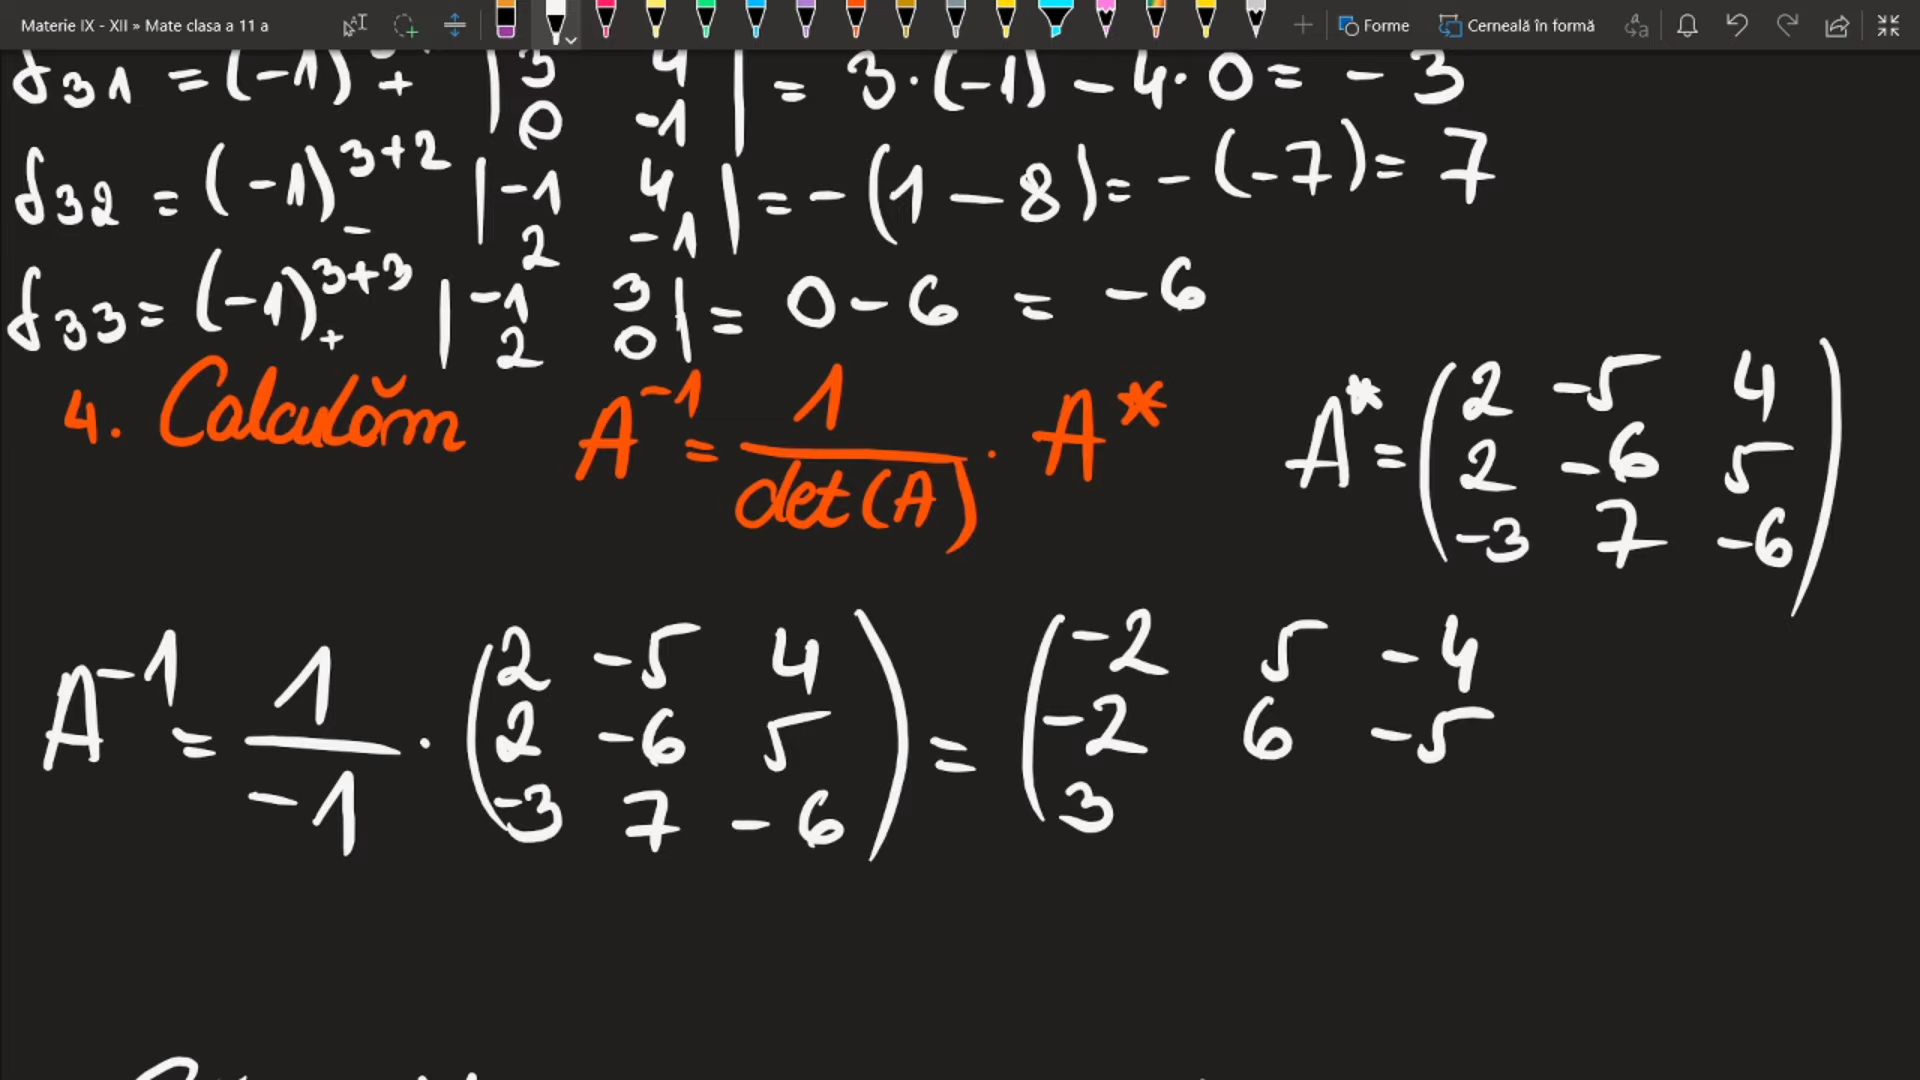 Materie IX - XII » Mate clasa a 11 a
Forme
Cerneală în formă
δ31 = (-1) + | 3 4 | = 3·(-1) - 4·0 = -3
0 -1
δ32 = (-1)^3+2 | -1 4 | = -(1-8) = -(-7) = 7
- 2 -1
δ33 = (-1)^3+3 | -1 3 | = 0 - 6 = -6
+ 2 0
4. Calculăm A^-1 = 1/det(A) · A*
A* = ( 2 -5 4
2 -6 5
-3 7 -6 )
A^-1 = 1/-1 · ( 2 -5 4 ) = ( -2 5 -4
2 -6 5 -2 6 -5
-3 7 -6 3